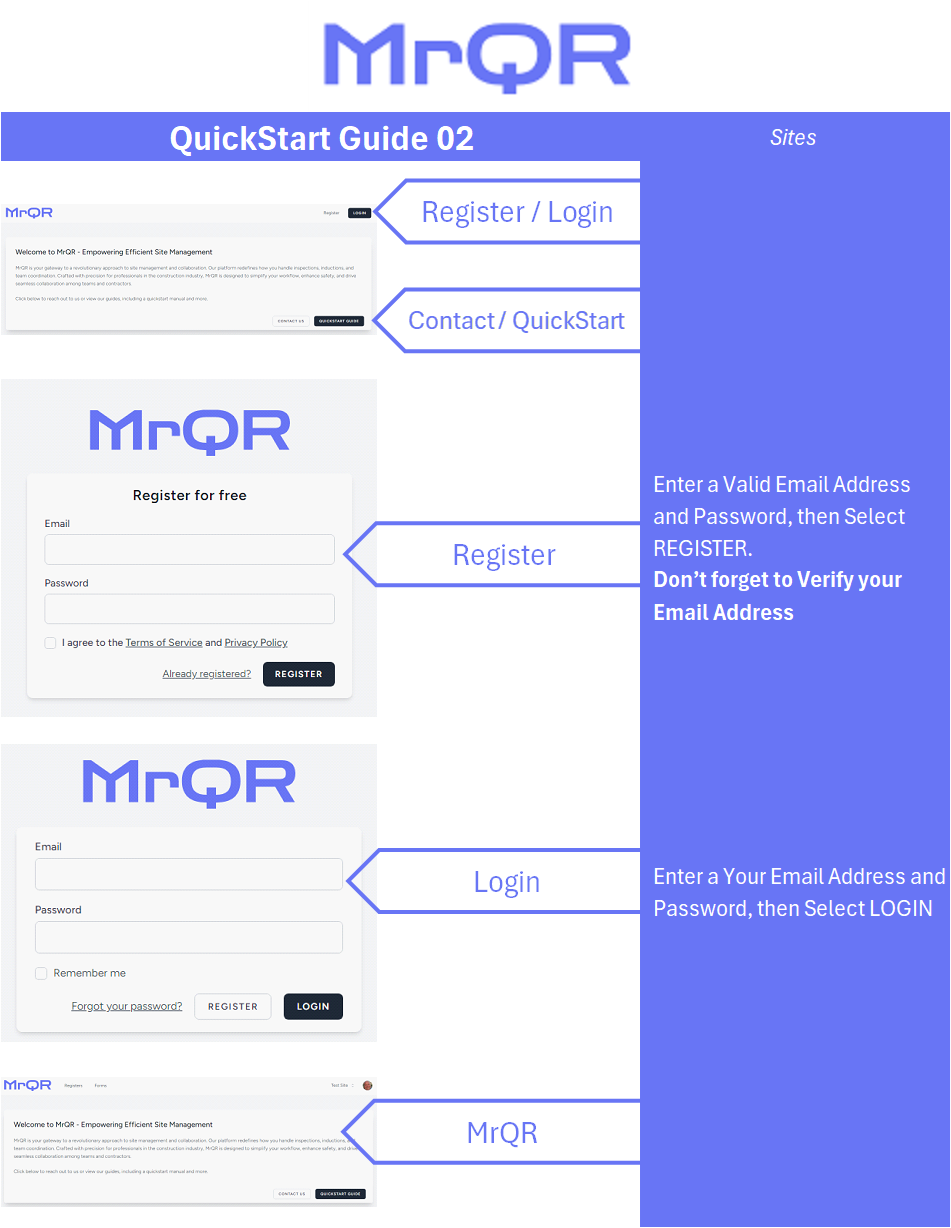 MrQR
QuickStart Guide 02
Sites
MrQR
Register
LOGIN
Register / Login
Welcome to MrQR - Empowering Efficient Site Management
MrQR is your gateway to a revolutionary approach to site management and collaboration. Our platform redefines how you handle inspections, inductions, and
team coordination. Crafted with precision for professionals in the construction industry, MrQR is designed to simplify your workflow, enhance safety, and drive
seamless collaboration among teams and contractors.
Click below to reach out to us or view our guides, including a quickstart manual and more.
CONTACT US
QUICKSTART GUIDE
Contact / QuickStart
MrQR
Register for free
Email
Password
I agree to the Terms of Service and Privacy Policy
Already registered?
REGISTER
Register
Enter a Valid Email Address
and Password, then Select
REGISTER.
Don't forget to Verify your
Email Address
MrQR
Email
Password
Remember me
Forgot your password?
REGISTER
LOGIN
Login
Enter a Your Email Address and
Password, then Select LOGIN
MrQR
Registers
Forms
Test Site
Welcome to MrQR - Empowering Efficient Site Management
MrQR is your gateway to a revolutionary approach to site management and collaboration. Our platform redefines how you handle inspections, inductions,
team coordination. Crafted with precision for professionals in the construction industry, MrQR is designed to simplify your workflow, enhance safety, and drive
seamless collaboration among teams and contractors.
Click below to reach out to us or view our guides, including a quickstart manual and more.
CONTACT US
QUICKSTART GUIDE
MrQR